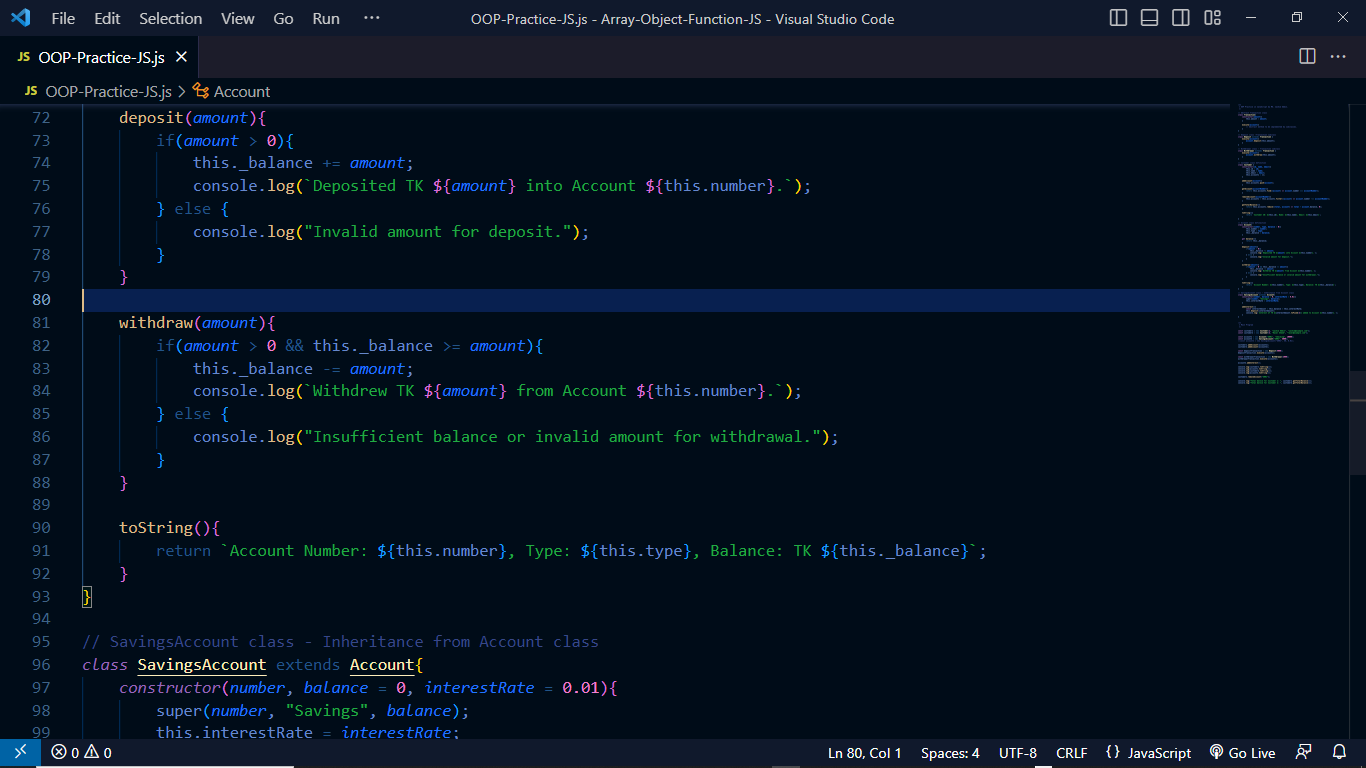 File Edit Selection View Go Run ··· OOP-Practice-JS.js - Array-Object-Function-JS - Visual Studio Code
JS OOP-Practice-JS.js ×
JS OOP-Practice-JS.js > Account
72 deposit(amount){
73 if(amount > 0){
74 this._balance += amount;
75 console.log(`Deposited TK ${amount} into Account ${this.number}.`);
76 } else {
77 console.log("Invalid amount for deposit.");
78 }
79 }
80
81 withdraw(amount){
82 if(amount > 0 && this._balance >= amount){
83 this._balance -= amount;
84 console.log(`Withdrew TK ${amount} from Account ${this.number}.`);
85 } else {
86 console.log("Insufficient balance or invalid amount for withdrawal.");
87 }
88 }
89
90 toString(){
91 return `Account Number: ${this.number}, Type: ${this.type}, Balance: TK ${this._balance}`;
92 }
93 }
94
95 // SavingsAccount class - Inheritance from Account class
96 class SavingsAccount extends Account{
97 constructor(number, balance = 0, interestRate = 0.01){
98 super(number, "Savings", balance);
99 this.interestRate = interestRate;
0 0 Ln 80, Col 1 Spaces: 4 UTF-8 CRLF {} JavaScript Go Live